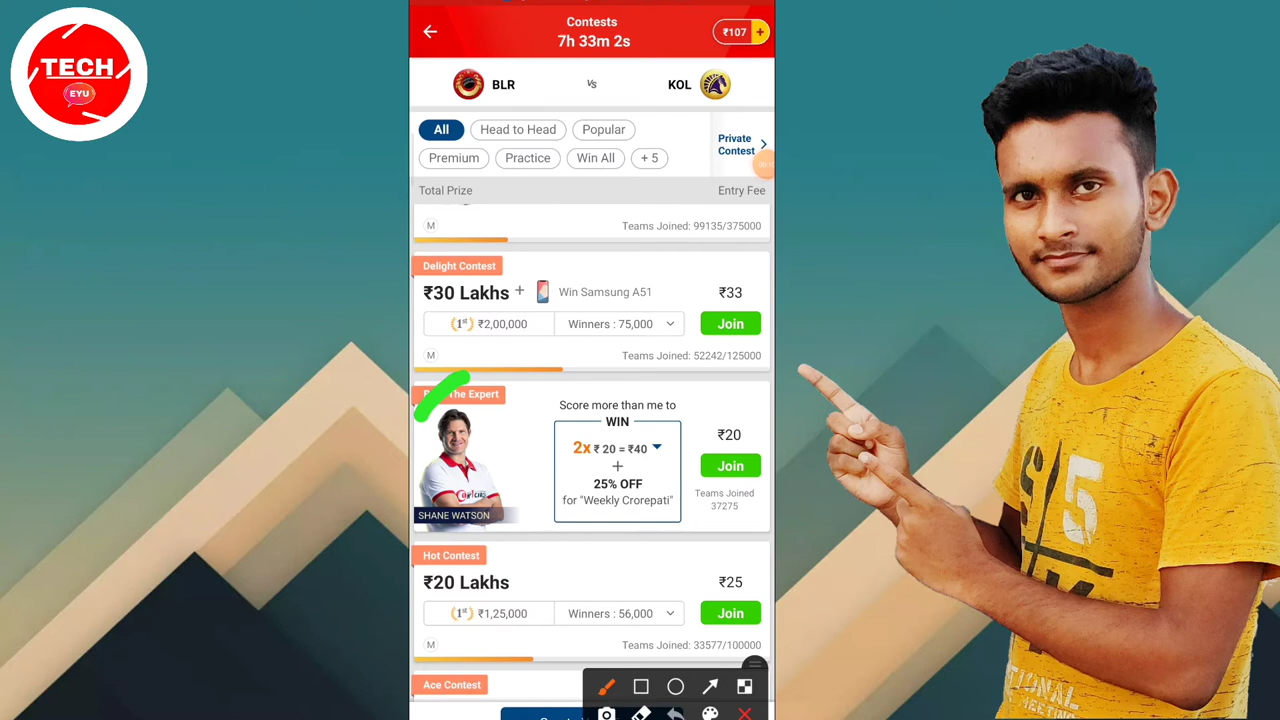 TECH
EYU
Contests
7h 33m 2s
₹107 +
BLR
VS
KOL
All
Head to Head
Popular
Private Contest
Premium
Practice
Win All
+ 5
Total Prize
Entry Fee
M
Teams Joined: 99135/375000
Delight Contest
₹30 Lakhs + Win Samsung A51
₹33
1st ₹2,00,000
Winners : 75,000
Join
M
Teams Joined: 52242/125000
The Expert
Score more than me to
WIN
2x ₹ 20 = ₹40
+
25% OFF
for "Weekly Crorepati"
₹20
Join
Teams Joined
37275
SHANE WATSON
Hot Contest
₹20 Lakhs
₹25
1st ₹1,25,000
Winners : 56,000
Join
M
Teams Joined: 33577/100000
Ace Contest
5